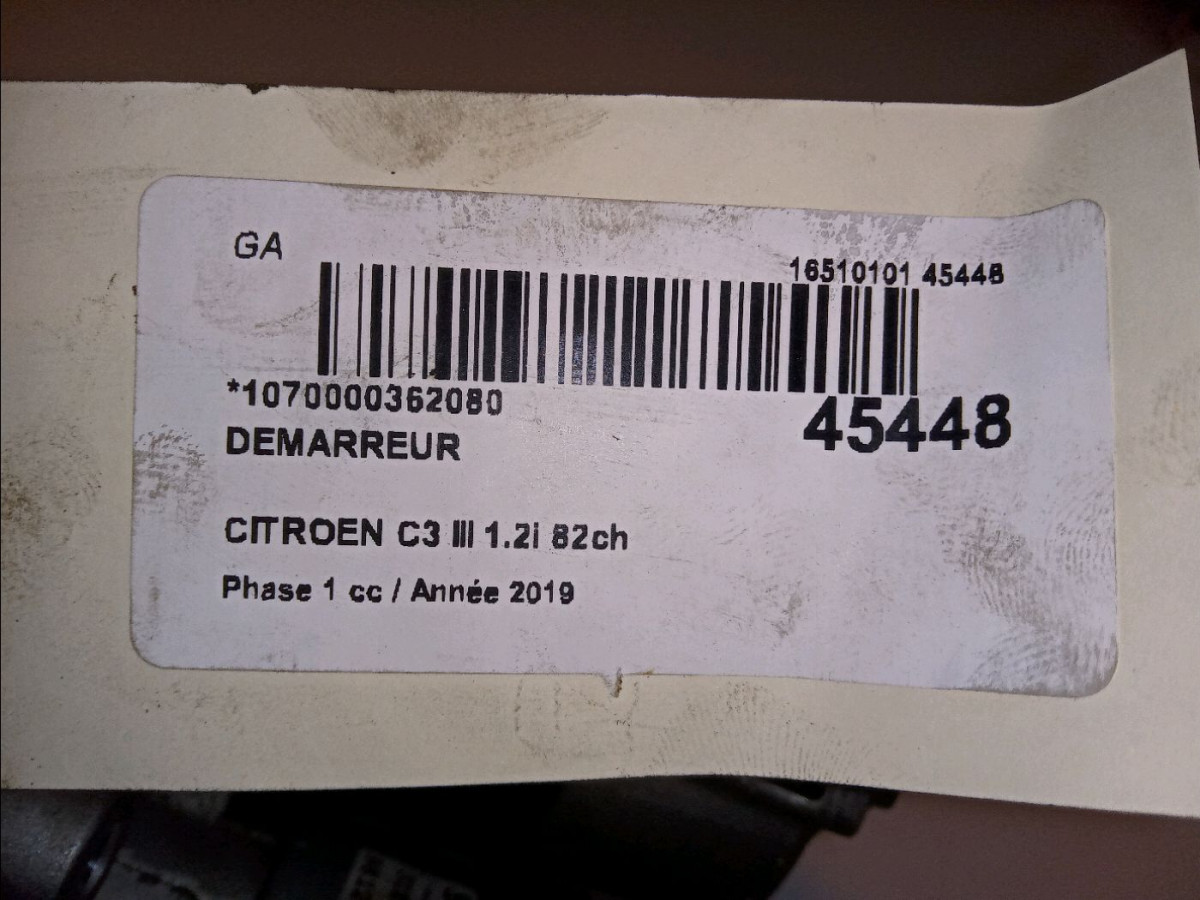 GA
16510101 45448
*1070000362080
45448
DEMARREUR
CITROEN C3 III 1.2i 82ch
Phase 1 cc / Année 2019